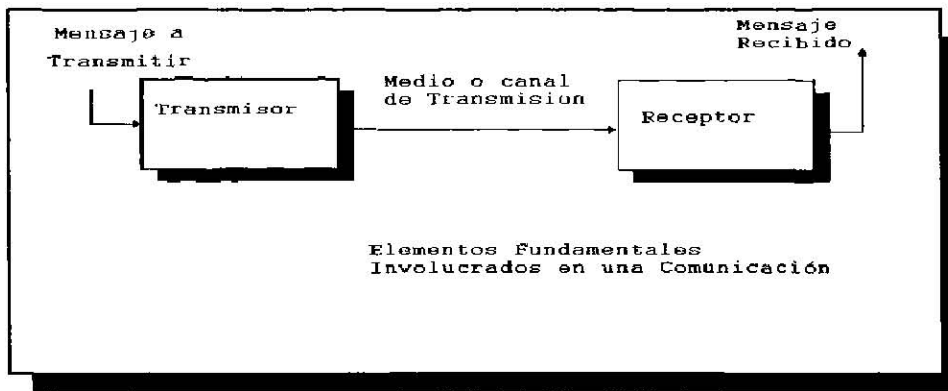 Mensaje a
Transmitir
Transmisor
Medio o canal
de Transmision
Receptor
Mensaje
Recibido
Elementos Fundamentales
Involucrados en una Comunicación